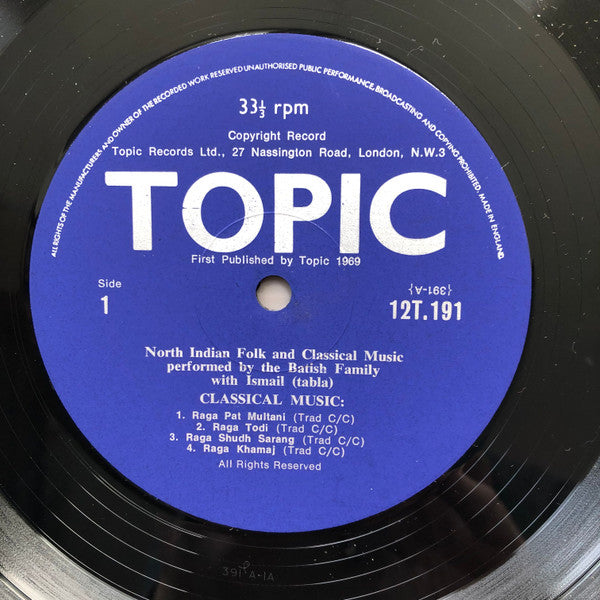 ALL RIGHTS OF THE MANUFACTURERS AND OWNER OF THE RECORDED WORK RESERVED UNAUTHORISED PUBLIC PERFORMANCE, BROADCASTING AND COPYING PROHIBITED. MADE IN ENGLAND
33⅓ rpm
Copyright Record
Topic Records Ltd., 27 Nassington Road, London, N.W.3
TOPIC
First Published by Topic 1969
Side
1
{391-A}
12T.191
North Indian Folk and Classical Music
performed by the Batish Family
with Ismail (tabla)
CLASSICAL MUSIC:
1. Raga Pat Multani (Trad C/C)
2. Raga Todi (Trad C/C)
3. Raga Shudh Sarang (Trad C/C)
4. Raga Khamaj (Trad C/C)
All Rights Reserved
391 A-1A